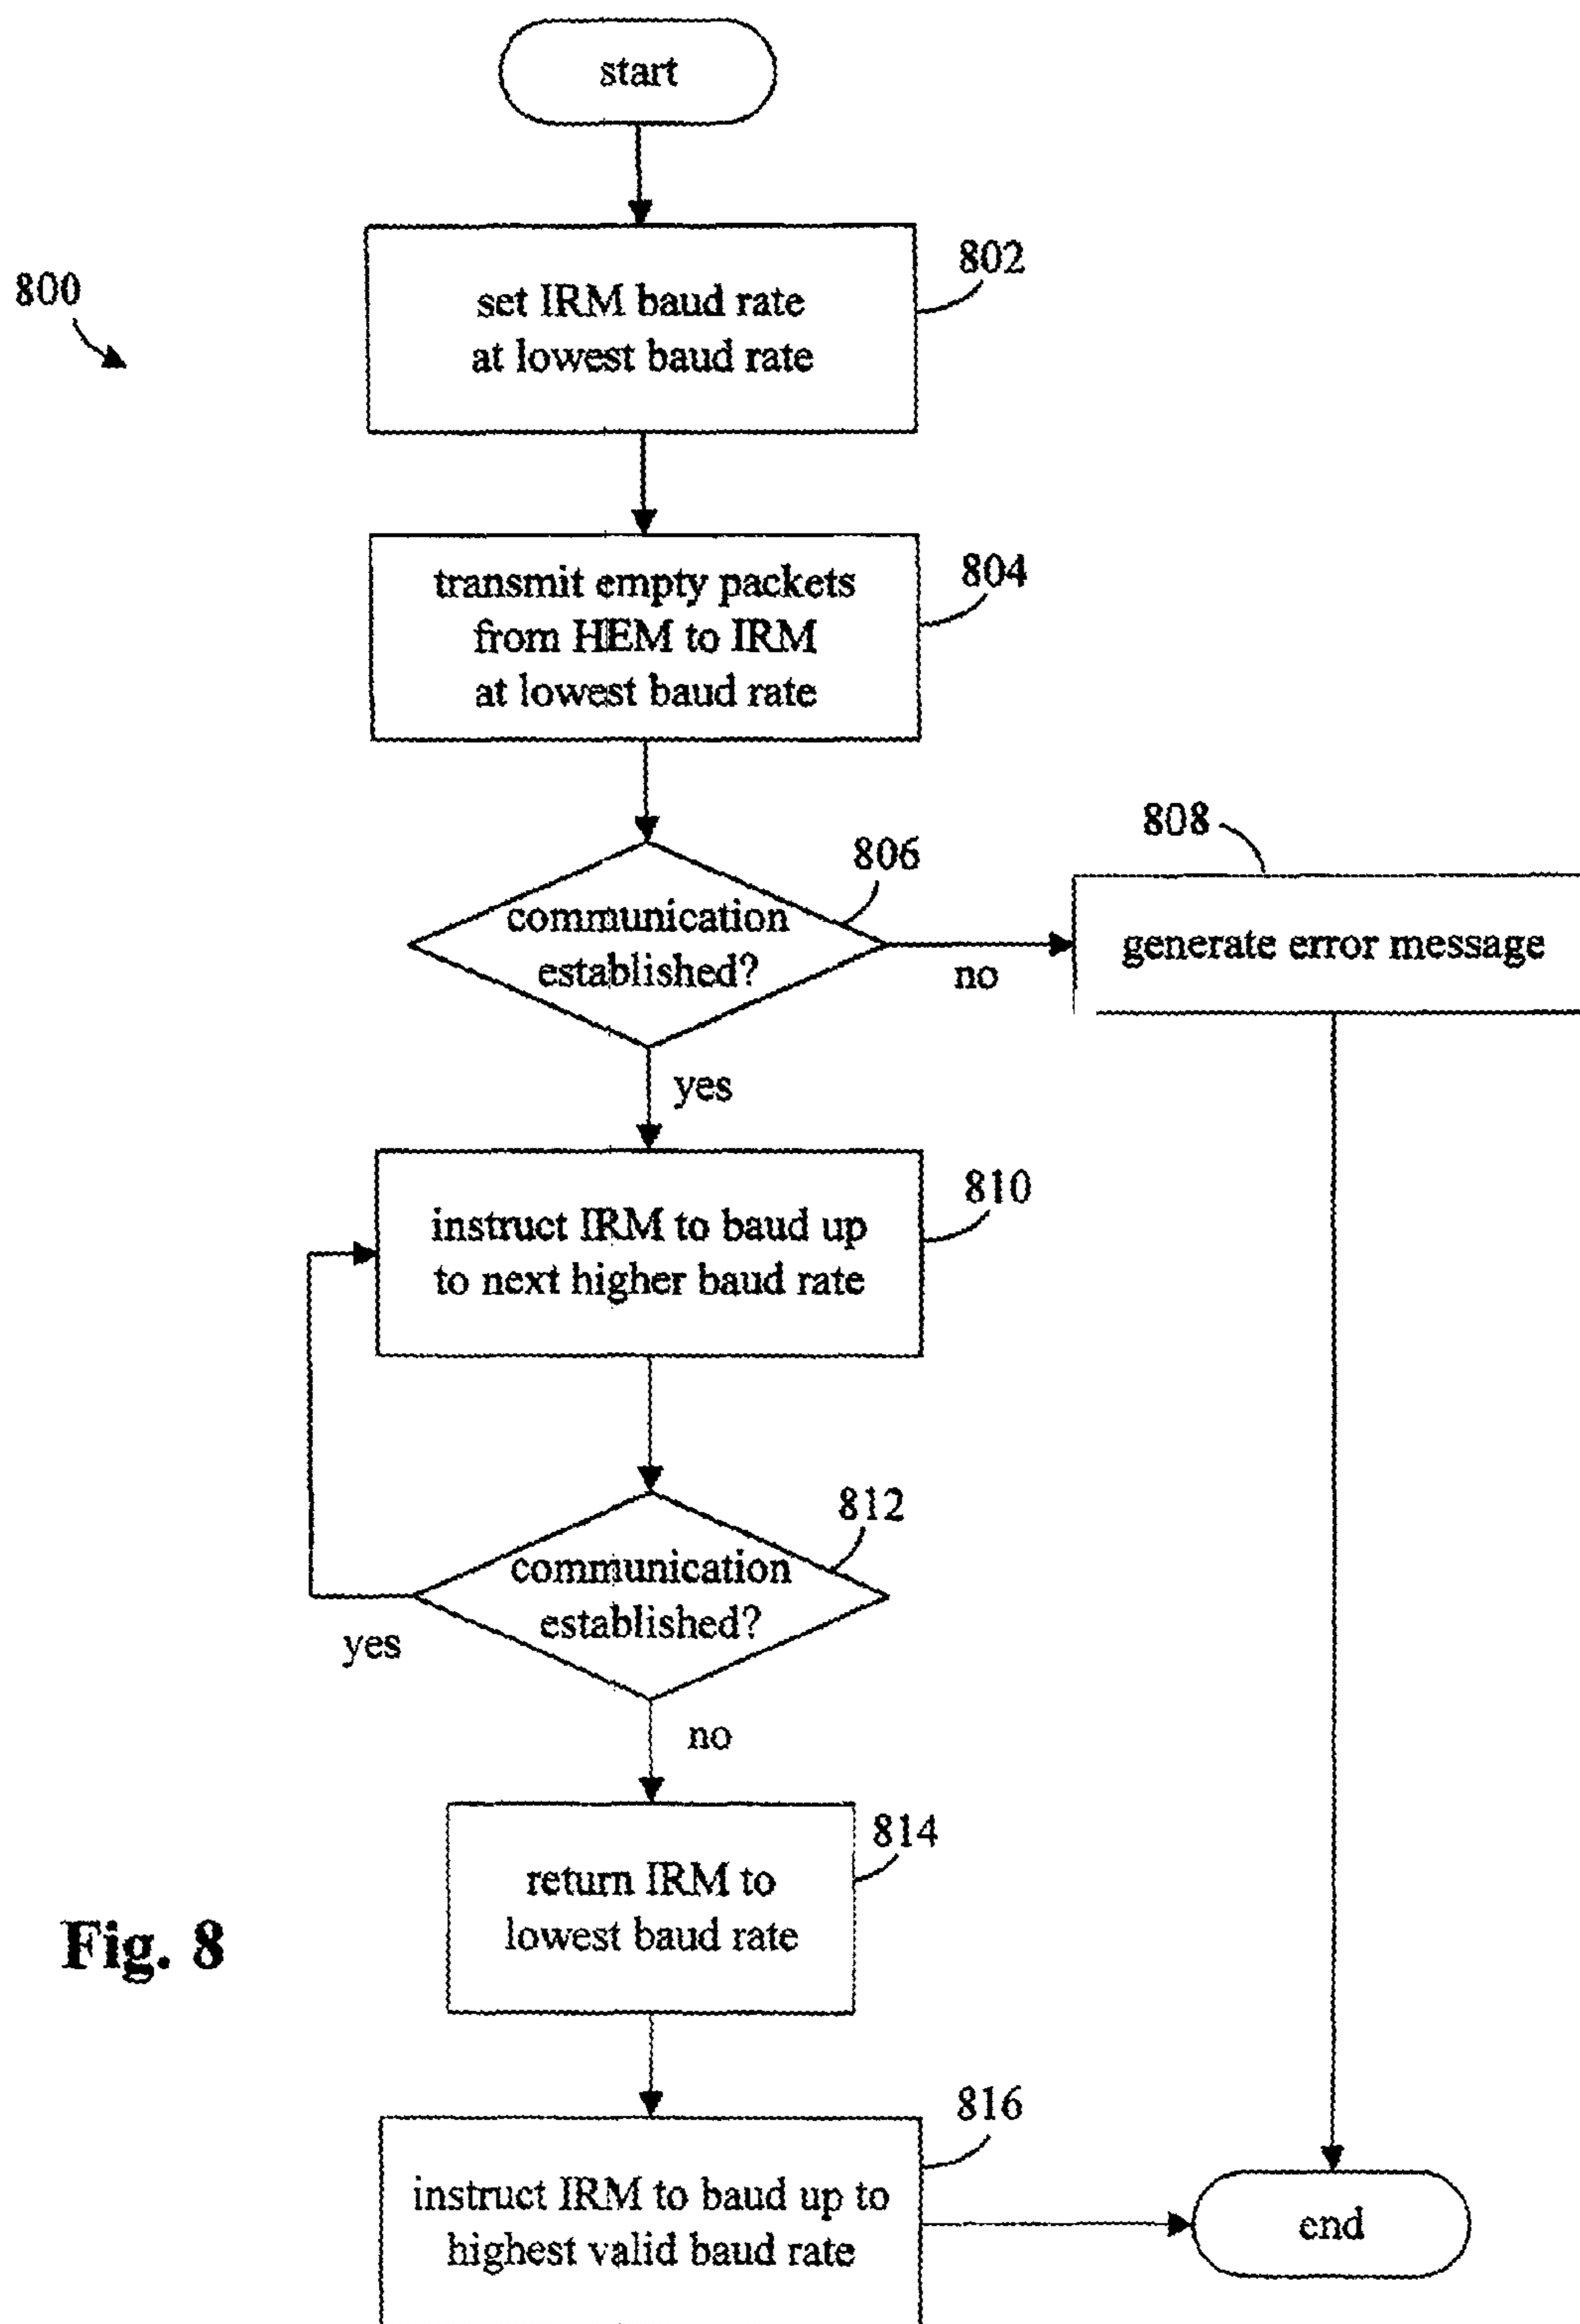 start
800
802
set IRM baud rate
at lowest baud rate
804
transmit empty packets
from HEM to IRM
at lowest baud rate
806
communication
established?
no
808
generate error message
yes
810
instruct IRM to baud up
to next higher baud rate
812
communication
established?
yes
no
814
return IRM to
lowest baud rate
Fig. 8
816
instruct IRM to baud up to
highest valid baud rate
end